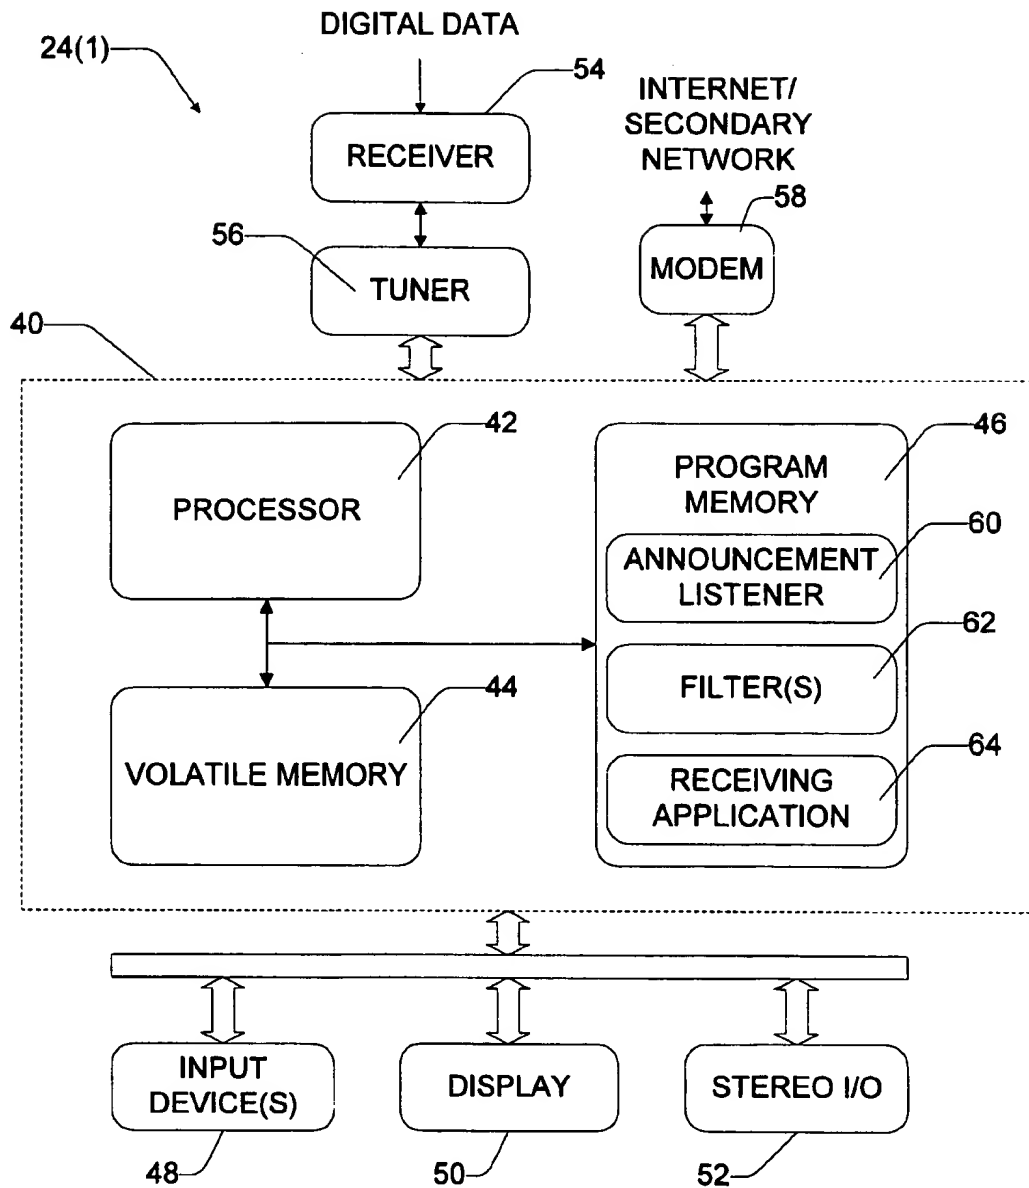 DIGITAL DATA
24(1)
54
RECEIVER
INTERNET/
SECONDARY
NETWORK
58
56
TUNER
MODEM
40
42
PROCESSOR
46
PROGRAM
MEMORY
60
ANNOUNCEMENT
LISTENER
62
FILTER(S)
44
VOLATILE MEMORY
64
RECEIVING
APPLICATION
INPUT
DEVICE(S)
DISPLAY
STEREO I/O
48
50
52